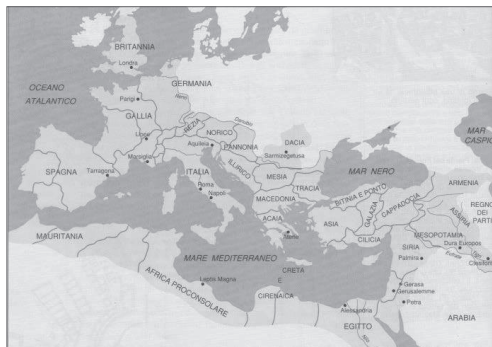 BRITANNIA
Londra
OCEANO
ATALANTICO
GERMANIA
Reno
Parigi
GALLIA
Danubio
REZIA
NORICO
Lione
Aquileia
PANNONIA
DACIA
Sarmizegetusa
MAR
CASPIO
Marsiglia
ILLIRICO
ITALIA
MESIA
MAR NERO
SPAGNA
Tarragona
Roma
Napoli
TRACIA
ARMENIA
MACEDONIA
BITINIA E PONTO
GALAZIA
CAPPADOCIA
REGNO
DEI
PARTI
ACAIA
Atene
ASIA
ASSIRIA
CILICIA
MESOPOTAMIA
MAURITANIA
MARE MEDITERRANEO
SIRIA
Dura Europos
Palmira
Eufrate
Ctesifonte
AFRICA PROCONSOLARE
Leptis Magna
CRETA
E
CIRENAICA
Gerasa
Gerusalemme
Alessandria
Petra
EGITTO
ARABIA